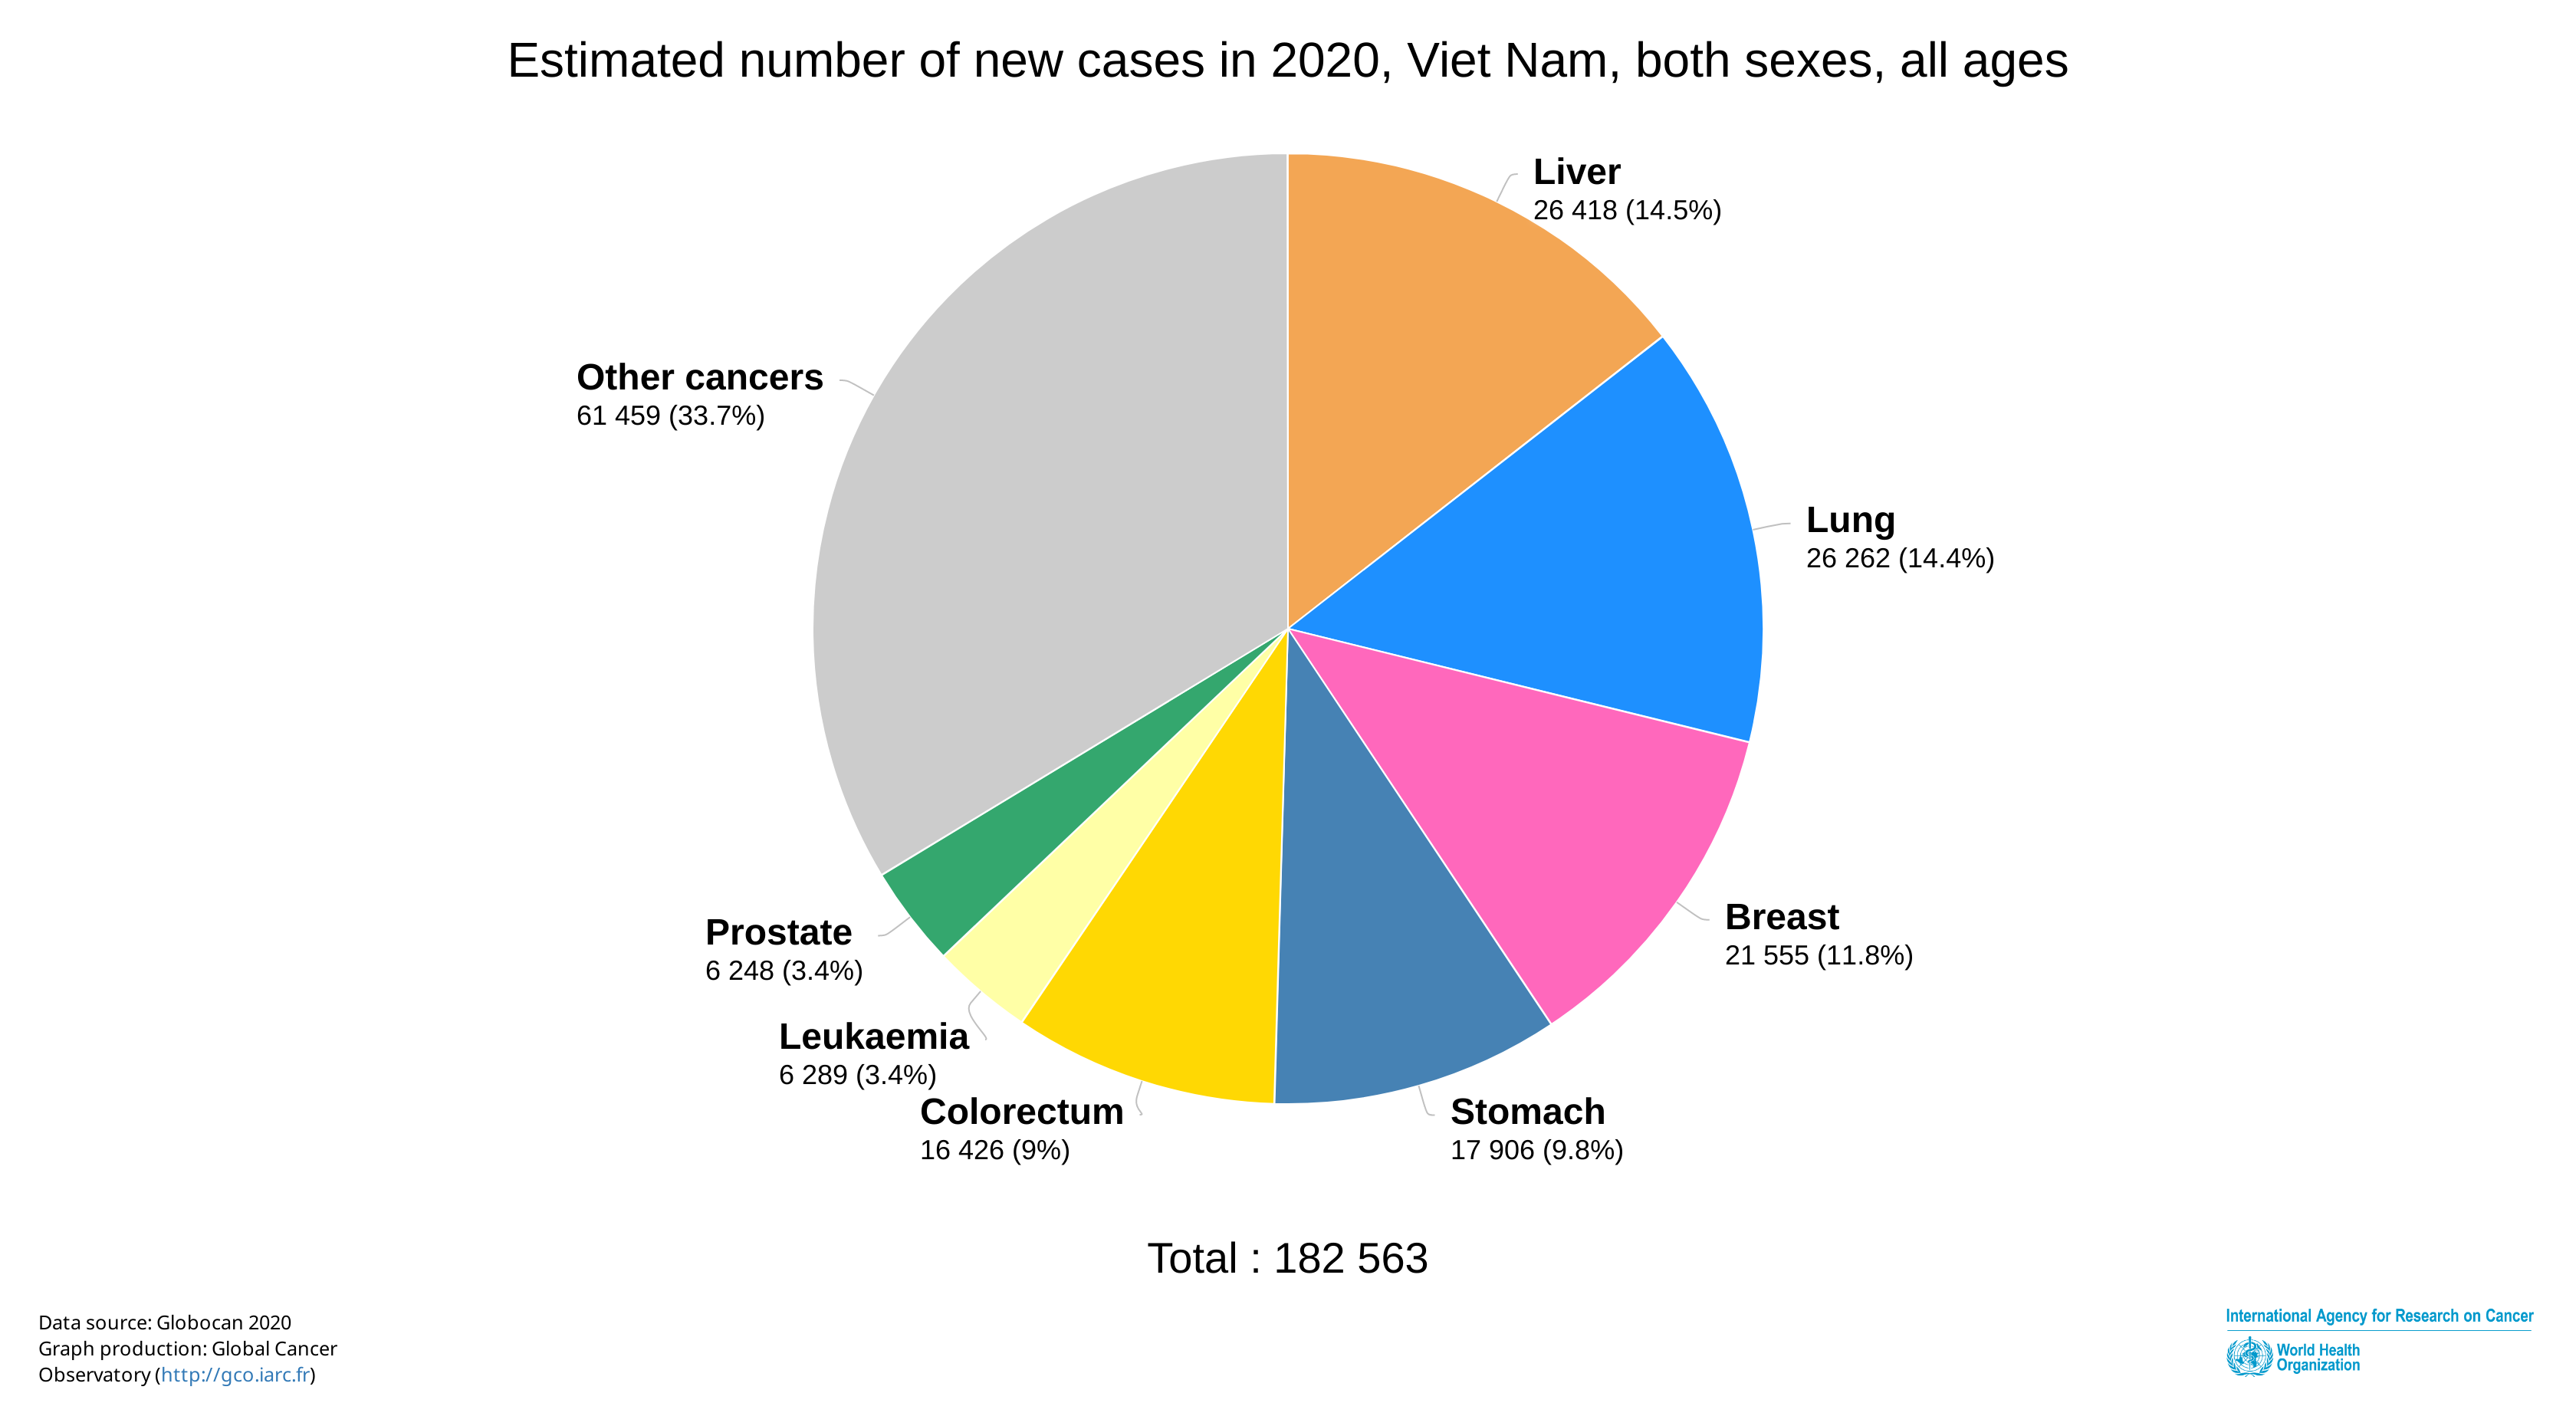 Estimated number of new cases in 2020, Viet Nam, both sexes, all ages
Liver
26 418 (14.5%)
Other cancers
61 459 (33.7%)
Lung
26 262 (14.4%)
Breast
21 555 (11.8%)
Prostate
6 248 (3.4%)
Leukaemia
6 289 (3.4%)
Colorectum
16 426 (9%)
Stomach
17 906 (9.8%)
Total : 182 563
Data source: Globocan 2020
Graph production: Global Cancer
Observatory (http://gco.iarc.fr)
International Agency for Research on Cancer
World Health
Organization